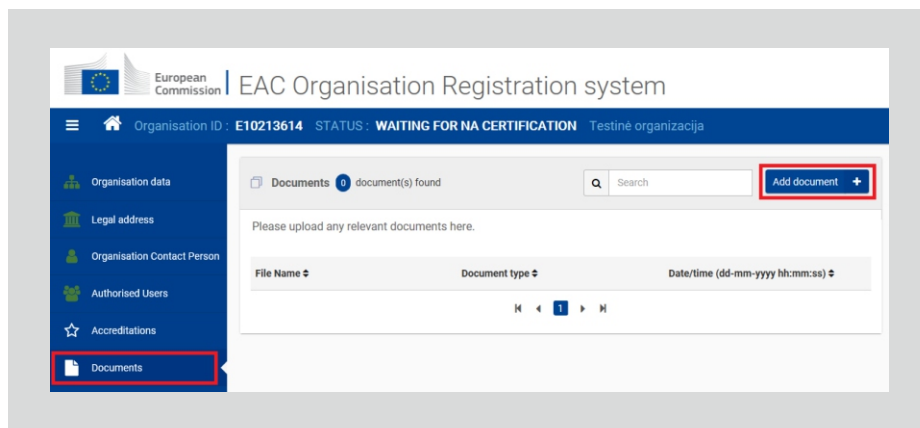 European
Commission
EAC Organisation Registration system
Organisation ID : E10213614 STATUS : WAITING FOR NA CERTIFICATION Testinė organizacija
Organisation data
Legal address
Organisation Contact Person
Authorised Users
Accreditations
Documents
Documents 0 document(s) found
Search
Add document +
Please upload any relevant documents here.
File Name Document type Date/time (dd-mm-yyyy hh:mm:ss)
1